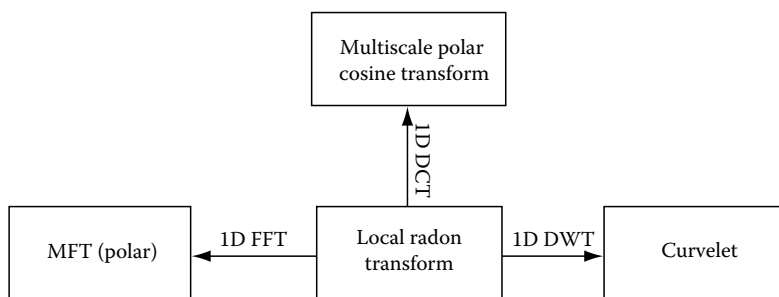 Multiscale polar
cosine transform
1D DCT
MFT (polar)
1D FFT
Local radon
transform
1D DWT
Curvelet